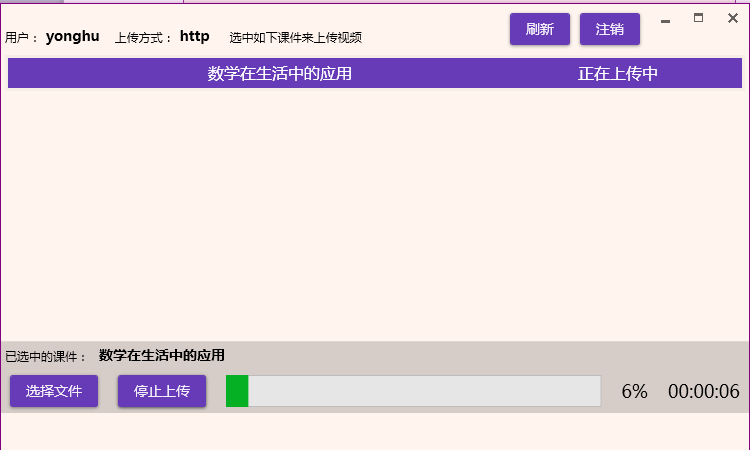 用户： yonghu 上传方式： http 选中如下课件来上传视频 刷新 注销
数学在生活中的应用 正在上传中
已选中的课件： 数学在生活中的应用
选择文件 停止上传 6% 00:00:06